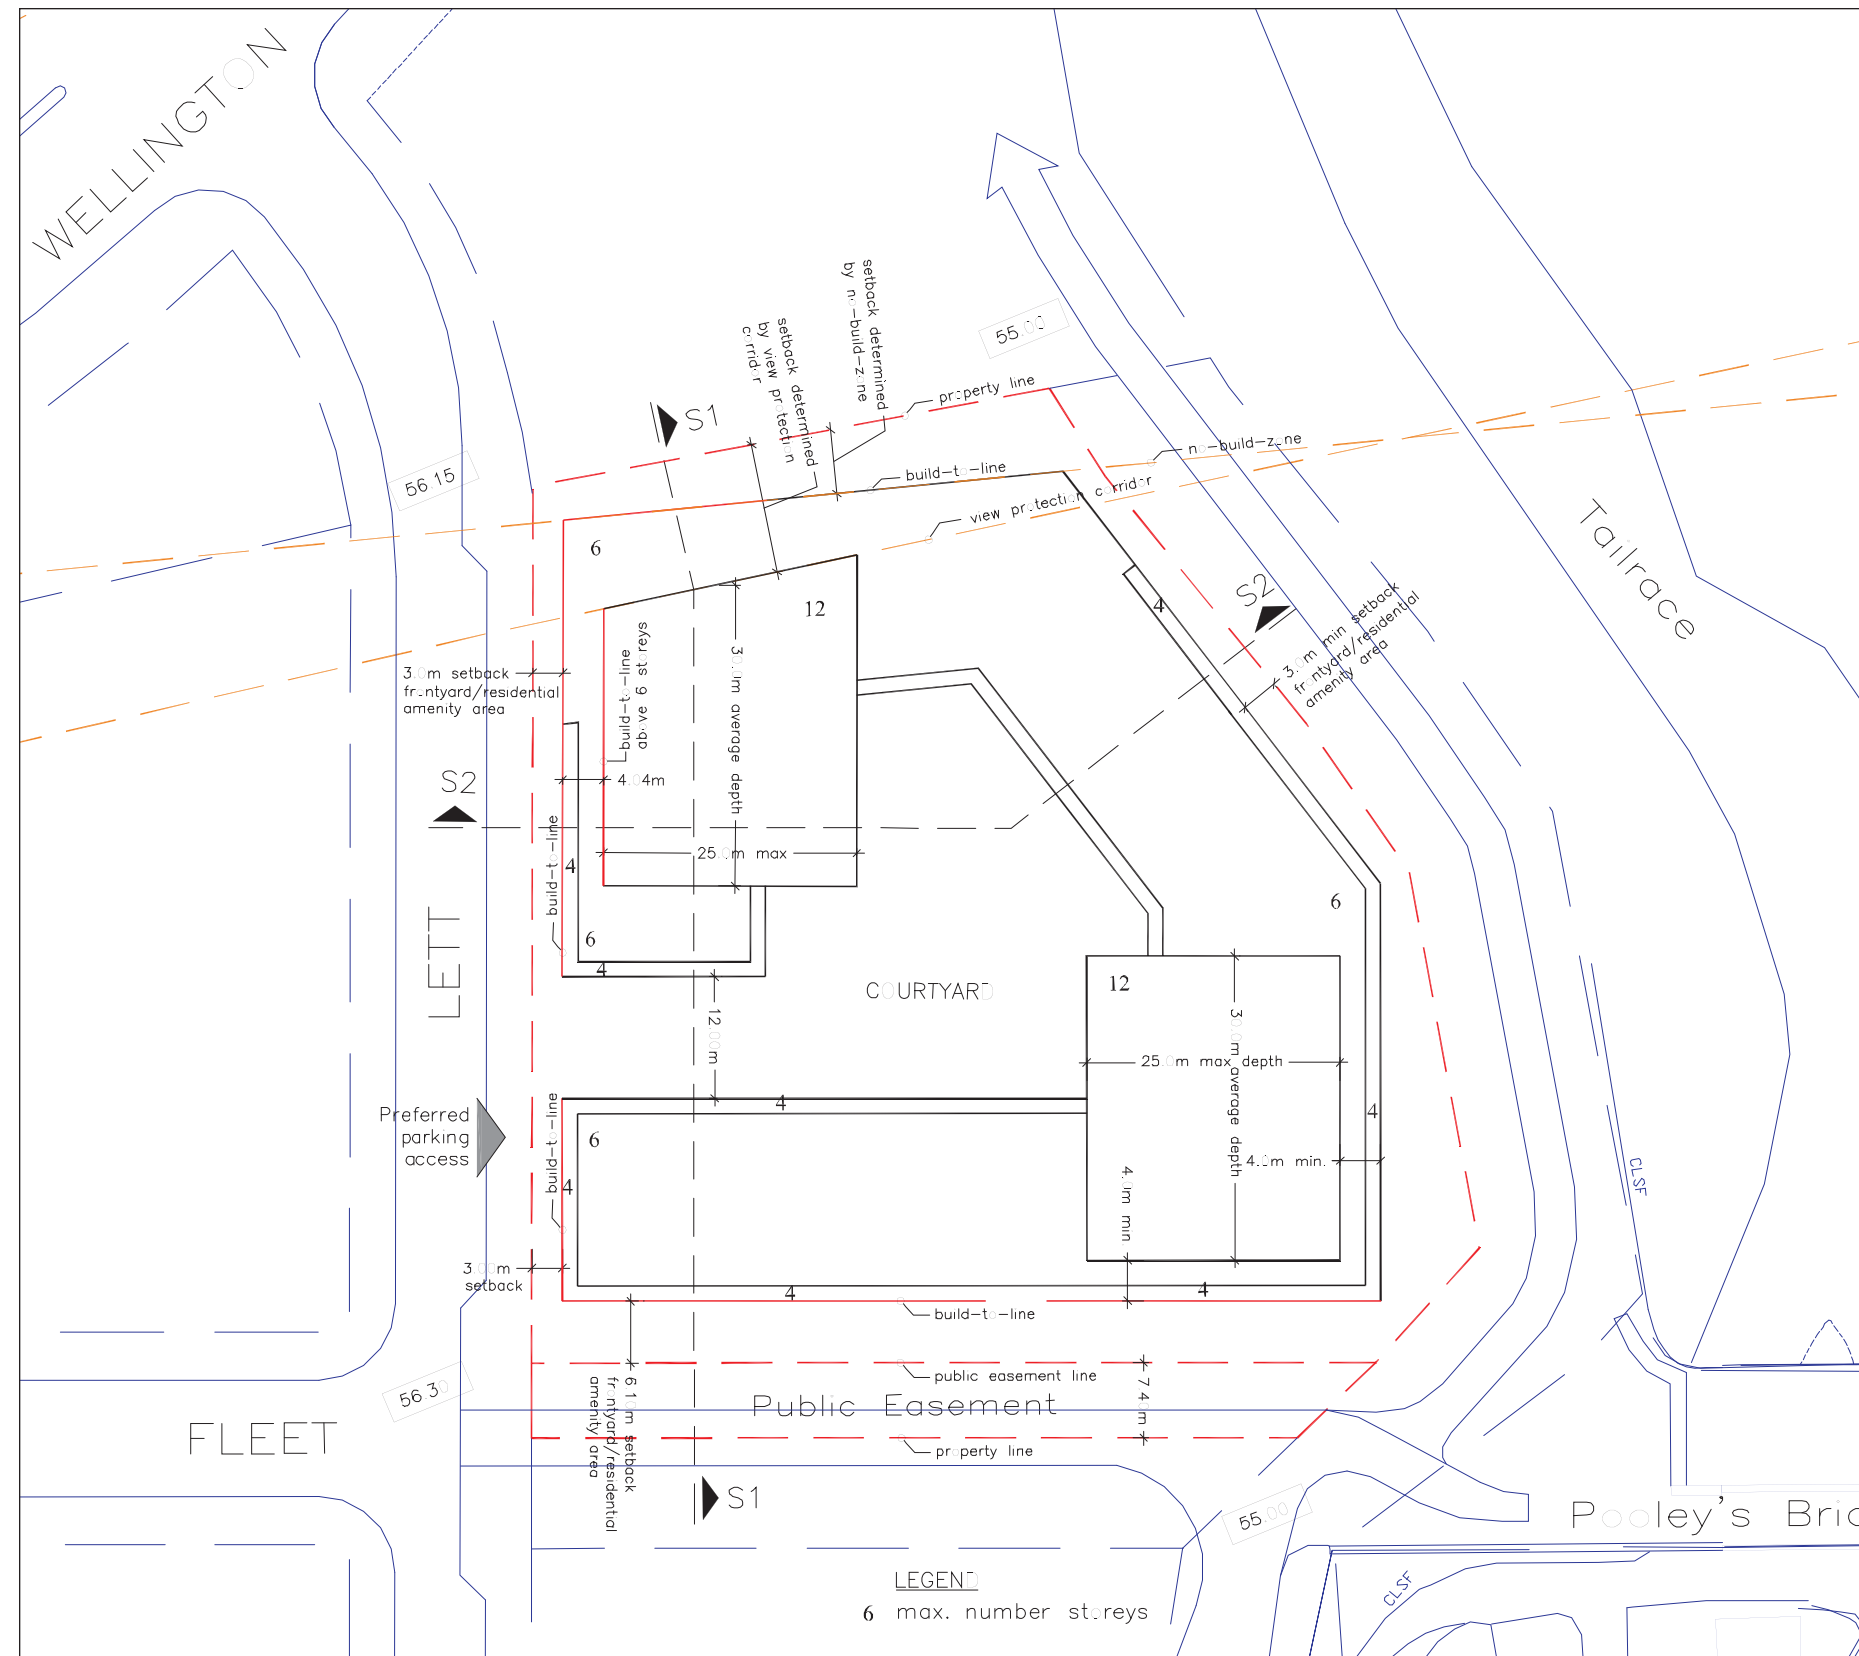 WELLINGTON
setback determined
by no-build-zone
setback determined
by view protection
corridor
55.00
property line
S1
no-build-zone
build-to-line
view protection corridor
56.15
Tailrace
6
12
S2
4
3.0m min setback
frontyard/residential
amenity area
build-to-line
above 6 storeys
30.0m average depth
3.0m setback
frontyard/residential
amenity area
S2
4.04m
25.0m max
build-to-line
4
6
6
4
LETT
COURTYARD
12
12.00m
30.0m average depth
25.0m max depth
Preferred
parking
access
build-to-line
4
6
4
4
4.0m min.
4.0m min
CLSF
3.00m
setback
4
4
build-to-line
public easement line
56.30
6.10m setback
frontyard/residential
amenity area
Public Easement
7.40m
FLEET
property line
S1
55.00
Pooley's Bric
CLSF
LEGEND
6 max. number storeys